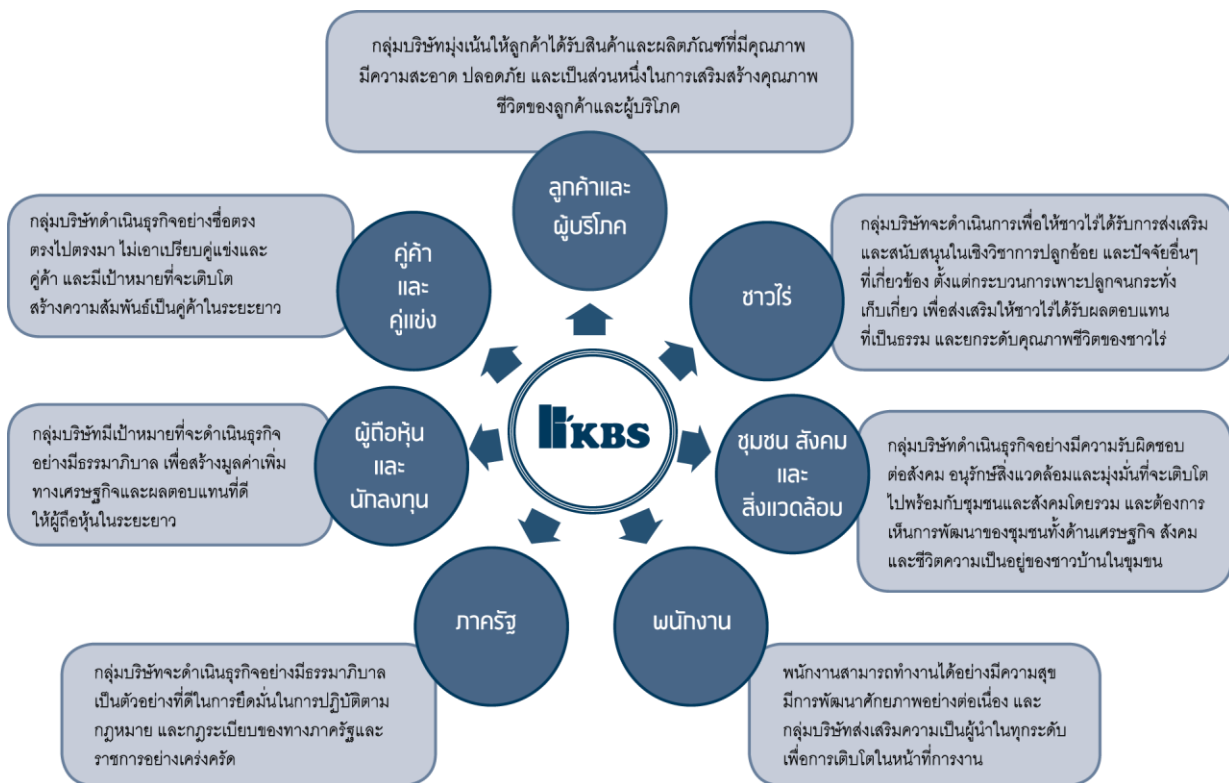 กลุ่มบริษัทมุ่งเน้นให้ลูกค้าได้รับสินค้าและผลิตภัณฑ์ที่มีคุณภาพ
มีความสะอาด ปลอดภัย และเป็นส่วนหนึ่งในการเสริมสร้างคุณภาพ
ชีวิตของลูกค้าและผู้บริโภค
ลูกค้าและ
ผู้บริโภค
กลุ่มบริษัทดำเนินธุรกิจอย่างซื่อตรง
ตรงไปตรงมา ไม่เอาเปรียบคู่แข่งและ
คู่ค้า และมีเป้าหมายที่จะเติบโต
สร้างความสัมพันธ์เป็นคู่ค้าในระยะยาว
คู่ค้า
และ
คู่แข่ง
ชาวไร่
กลุ่มบริษัทจะดำเนินการเพื่อให้ชาวไร่ได้รับการส่งเสริม
และสนับสนุนในเชิงวิชาการปลูกอ้อย และปัจจัยอื่นๆ
ที่เกี่ยวข้อง ตั้งแต่กระบวนการเพาะปลูกจนกระทั่ง
เก็บเกี่ยว เพื่อส่งเสริมให้ชาวไร่ได้รับผลตอบแทน
ที่เป็นธรรม และยกระดับคุณภาพชีวิตของชาวไร่
กลุ่มบริษัทมีเป้าหมายที่จะดำเนินธุรกิจ
อย่างมีธรรมาภิบาล เพื่อสร้างมูลค่าเพิ่ม
ทางเศรษฐกิจและผลตอบแทนที่ดี
ให้ผู้ถือหุ้นในระยะยาว
ผู้ถือหุ้น
และ
นักลงทุน
KBS
ชุมชน สังคม
และ
สิ่งแวดล้อม
กลุ่มบริษัทดำเนินธุรกิจอย่างมีความรับผิดชอบ
ต่อสังคม อนุรักษ์สิ่งแวดล้อมและมุ่งมั่นที่จะเติบโต
ไปพร้อมกับชุมชนและสังคมโดยรวม และต้องการ
เห็นการพัฒนาของชุมชนทั้งด้านเศรษฐกิจ สังคม
และชีวิตความเป็นอยู่ของชาวบ้านในชุมชน
ภาครัฐ
พนักงาน
กลุ่มบริษัทจะดำเนินธุรกิจอย่างมีธรรมาภิบาล
เป็นตัวอย่างที่ดีในการยึดมั่นในการปฏิบัติตาม
กฎหมาย และกฎระเบียบของทางภาครัฐและ
ราชการอย่างเคร่งครัด
พนักงานสามารถทำงานได้อย่างมีความสุข
มีการพัฒนาศักยภาพอย่างต่อเนื่อง และ
กลุ่มบริษัทส่งเสริมความเป็นผู้นำในทุกระดับ
เพื่อการเติบโตในหน้าที่การงาน